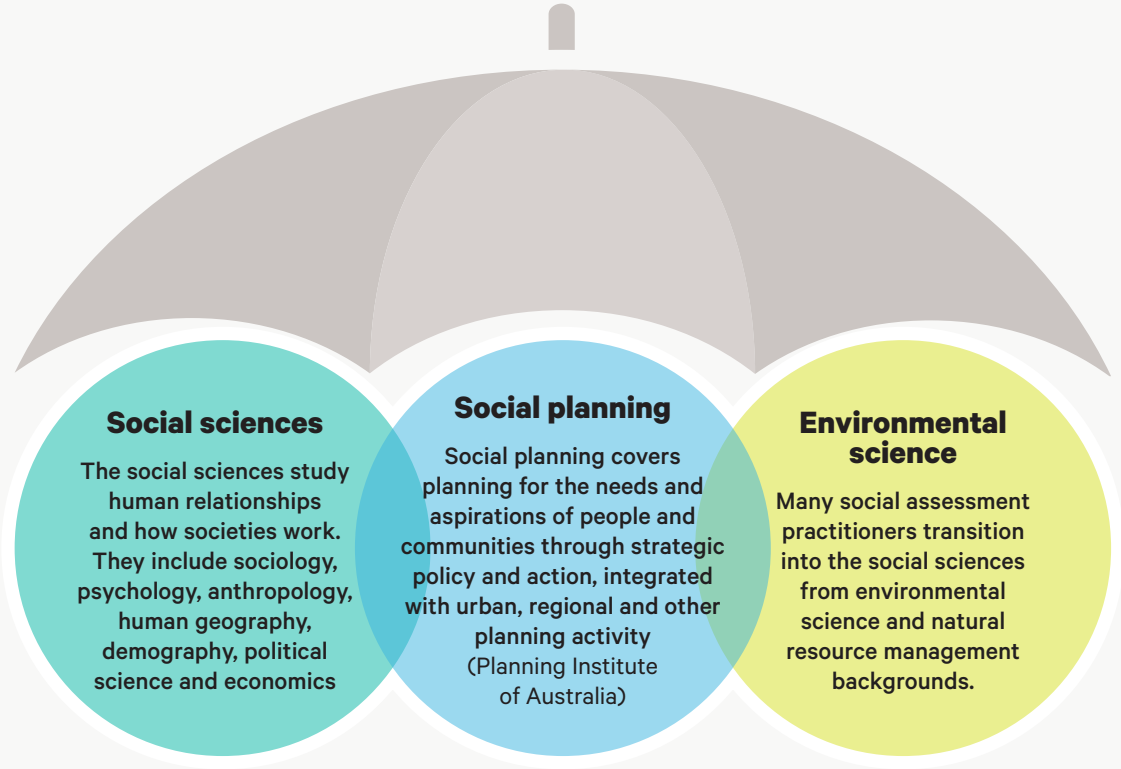 Social sciences
The social sciences study
human relationships
and how societies work.
They include sociology,
psychology, anthropology,
human geography,
demography, political
science and economics
Social planning
Social planning covers
planning for the needs and
aspirations of people and
communities through strategic
policy and action, integrated
with urban, regional and other
planning activity
(Planning Institute
of Australia)
Environmental
science
Many social assessment
practitioners transition
into the social sciences
from environmental
science and natural
resource management
backgrounds.